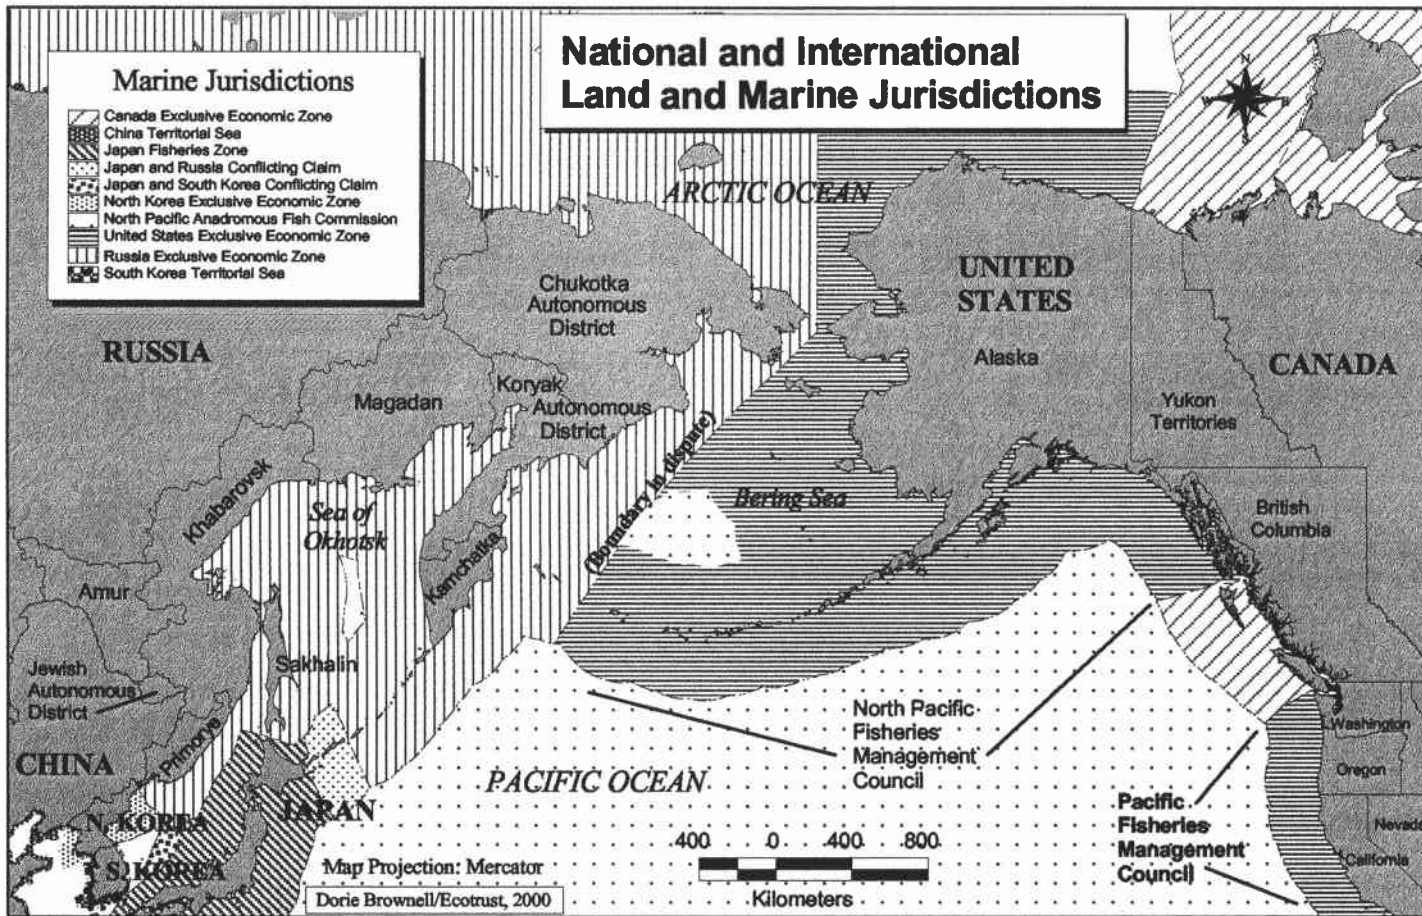 National and International
Land and Marine Jurisdictions
Marine Jurisdictions
Canada Exclusive Economic Zone
China Territorial Sea
Japan Fisheries Zone
Japan and Russia Conflicting Claim
Japan and South Korea Conflicting Claim
North Korea Exclusive Economic Zone
North Pacific Anadromous Fish Commission
United States Exclusive Economic Zone
Russia Exclusive Economic Zone
South Korea Territorial Sea
N
W
E
S
ARCTIC OCEAN
UNITED
STATES
Alaska
CANADA
Yukon
Territories
British
Columbia
RUSSIA
Chukotka
Autonomous
District
Magadan
Koryak
Autonomous
District
Khabarovsk
Sea of
Okhotsk
Kamchatka
(Boundary in dispute)
Bering Sea
Amur
Jewish
Autonomous
District
Sakhalin
Primorye
CHINA
N. KOREA
S. KOREA
JAPAN
PACIFIC OCEAN
North Pacific
Fisheries
Management
Council
Pacific
Fisheries
Management
Council
Washington
Oregon
Nevada
California
400 0 400 800
Kilometers
Map Projection: Mercator
Dorie Brownell/Ecotrust, 2000